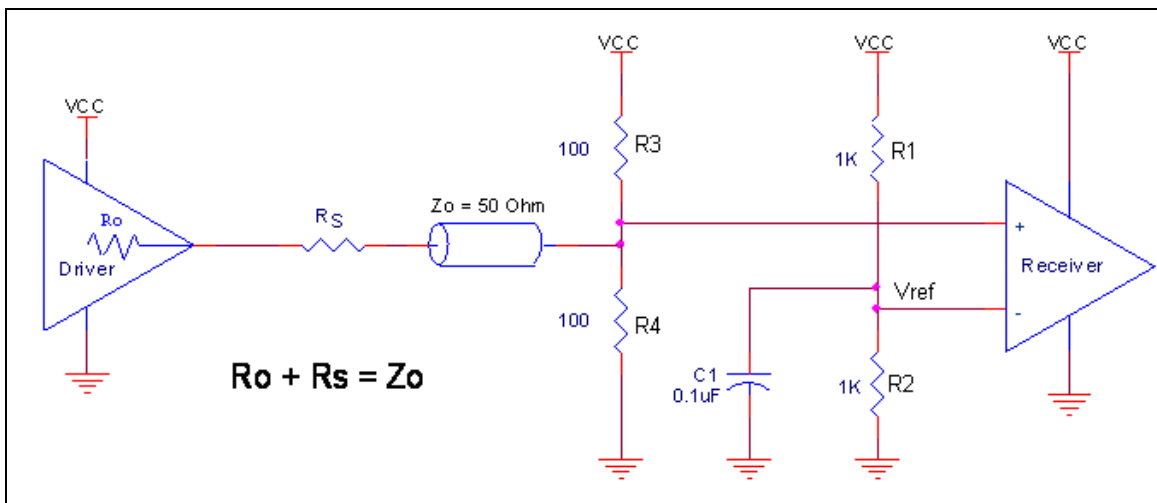 VCC
VCC
VCC
VCC
100
R3
1K
R1
Ro
Driver
RS
Zo = 50 Ohm
+
Receiver
Vref
-
100
R4
C1
0.1uF
1K
R2
Ro + Rs = Zo